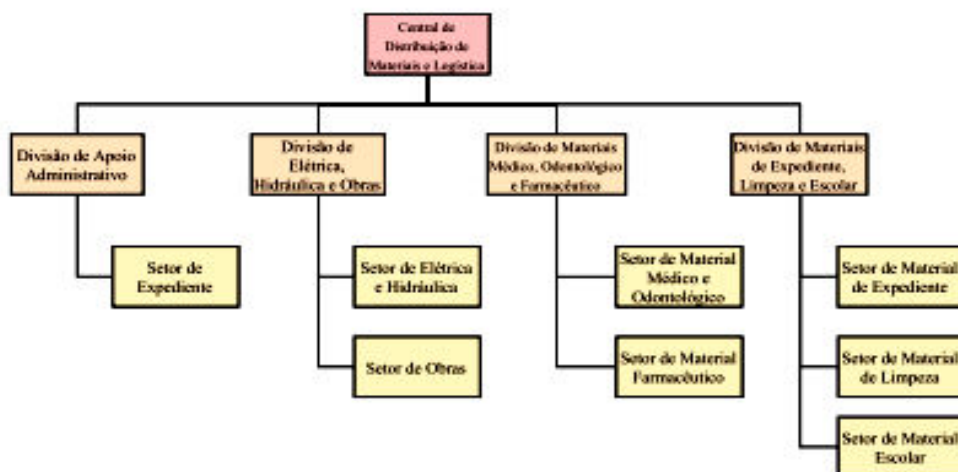 Central de
Distribuição de
Materiais e Logística
Divisão de Apoio
Administrativo
Divisão de
Elétrica,
Hidráulica e Obras
Divisão de Materiais
Médico, Odontológico
e Farmacêutico
Divisão de Materiais
de Expediente,
Limpeza e Escolar
Setor de
Expediente
Setor de Elétrica
e Hidráulica
Setor de Material
Médico e
Odontológico
Setor de Material
de Expediente
Setor de Obras
Setor de Material
Farmacêutico
Setor de Material
de Limpeza
Setor de Material
Escolar